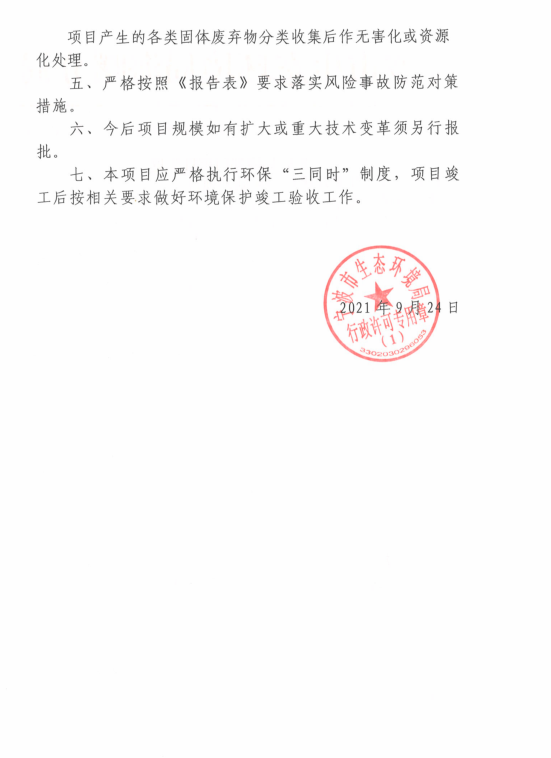 项目产生的各类固体废弃物分类收集后作无害化或资源
化处理。
五、严格按照《报告表》要求落实风险事故防范对策
措施。
六、今后项目规模如有扩大或重大技术变革须另行报
批。
七、本项目应严格执行环保“三同时”制度，项目竣
工后按相关要求做好环境保护竣工验收工作。
宁波市生态环境局
2021 年 9 月 24 日
行政许可专用章
（1）